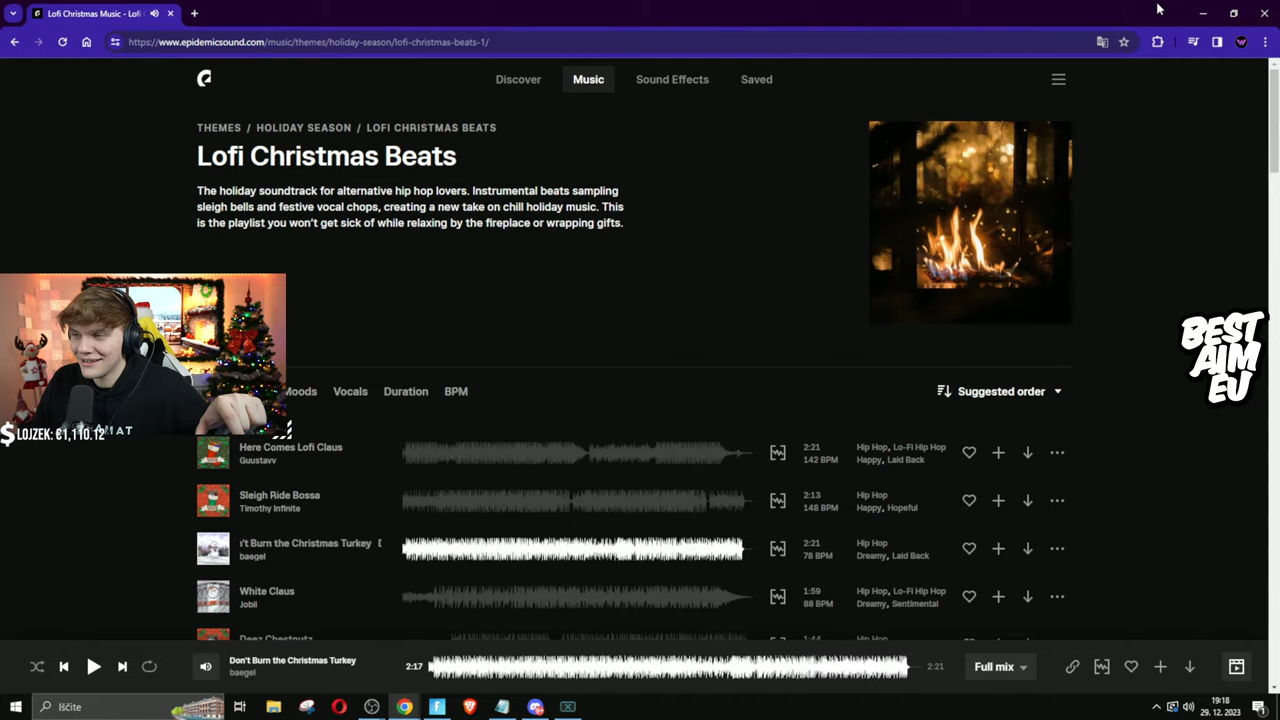 Lofi Christmas Music - Lofi
https://www.epidemicsound.com/music/themes/holiday-season/lofi-christmas-beats-1/
Discover
Music
Sound Effects
Saved
THEMES / HOLIDAY SEASON / LOFI CHRISTMAS BEATS
Lofi Christmas Beats
The holiday soundtrack for alternative hip hop lovers. Instrumental beats sampling
sleigh bells and festive vocal chops, creating a new take on chill holiday music. This
is the playlist you won't get sick of while relaxing by the fireplace or wrapping gifts.
BEST
AIM
EU
Moods
Vocals
Duration
BPM
Suggested order
$LOJZEK: €1,110.12
Here Comes Lofi Claus
Guustavv
2:21
142 BPM
Hip Hop, Lo-Fi Hip Hop
Happy, Laid Back
Sleigh Ride Bossa
Timothy Infinite
2:13
148 BPM
Hip Hop
Happy, Hopeful
't Burn the Christmas Turkey
baegel
2:21
78 BPM
Hip Hop
Dreamy, Laid Back
White Claus
Jobii
1:59
88 BPM
Hip Hop, Lo-Fi Hip Hop
Dreamy, Sentimental
Deez Chestnutz
1:44
Don't Burn the Christmas Turkey
baegel
2:17
2:21
Full mix
Iščite
19:18
29. 12. 2023